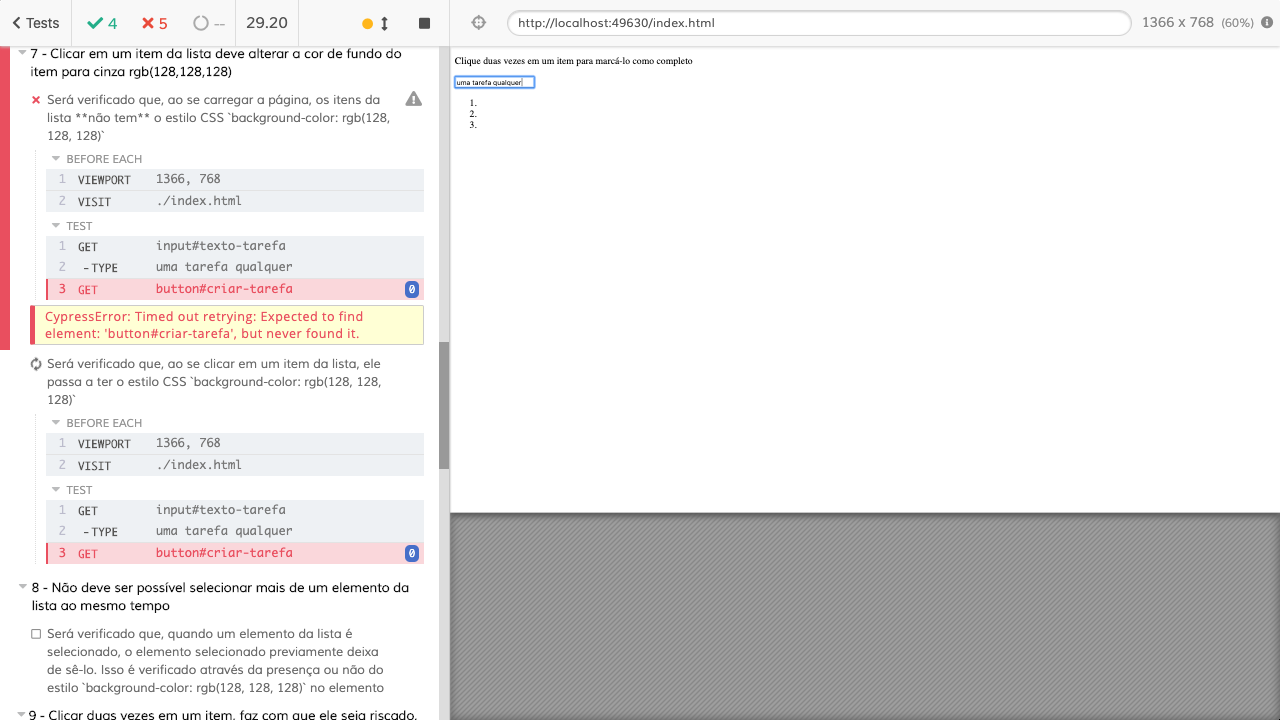 Tests
4
5
--
29.20
http://localhost:49630/index.html
1366 x 768 (60%)
7 - Clicar em um item da lista deve alterar a cor de fundo do
item para cinza rgb(128,128,128)
Será verificado que, ao se carregar a página, os itens da
lista **não tem** o estilo CSS `background-color: rgb(128,
128, 128)`
BEFORE EACH
1 VIEWPORT 1366, 768
2 VISIT ./index.html
TEST
1 GET input#texto-tarefa
2 -TYPE uma tarefa qualquer
3 GET button#criar-tarefa 0
CypressError: Timed out retrying: Expected to find
element: 'button#criar-tarefa', but never found it.
Será verificado que, ao se clicar em um item da lista, ele
passa a ter o estilo CSS `background-color: rgb(128, 128,
128)`
BEFORE EACH
1 VIEWPORT 1366, 768
2 VISIT ./index.html
TEST
1 GET input#texto-tarefa
2 -TYPE uma tarefa qualquer
3 GET button#criar-tarefa 0
8 - Não deve ser possível selecionar mais de um elemento da
lista ao mesmo tempo
Será verificado que, quando um elemento da lista é
selecionado, o elemento selecionado previamente deixa
de sê-lo. Isso é verificado através da presença ou não do
estilo `background-color: rgb(128, 128, 128)` no elemento
9 - Clicar duas vezes em um item, faz com que ele seja riscado,
Clique duas vezes em um item para marcá-lo como completo
uma tarefa qualquer
1.
2.
3.